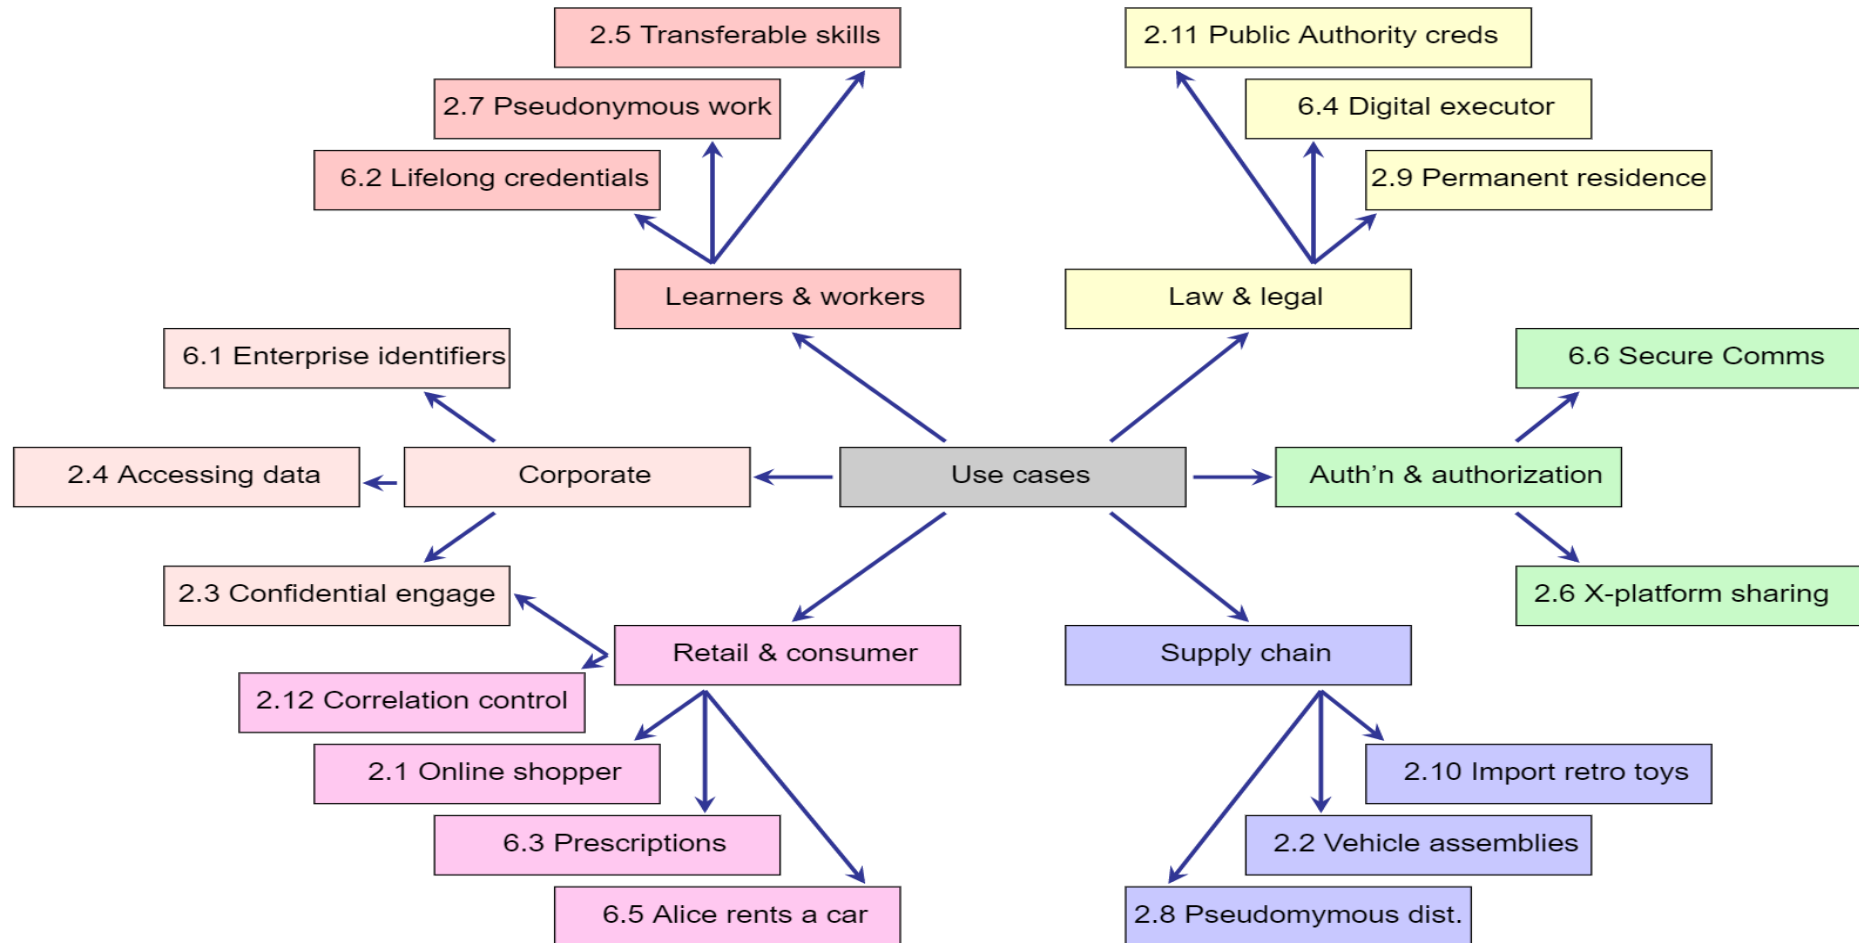 2.5 Transferable skills
2.11 Public Authority creds
2.7 Pseudonymous work
6.4 Digital executor
6.2 Lifelong credentials
2.9 Permanent residence
Learners & workers
Law & legal
6.1 Enterprise identifiers
6.6 Secure Comms
2.4 Accessing data
Corporate
Use cases
Auth’n & authorization
2.3 Confidential engage
2.6 X-platform sharing
Retail & consumer
Supply chain
2.12 Correlation control
2.1 Online shopper
2.10 Import retro toys
6.3 Prescriptions
2.2 Vehicle assemblies
6.5 Alice rents a car
2.8 Pseudomymous dist.